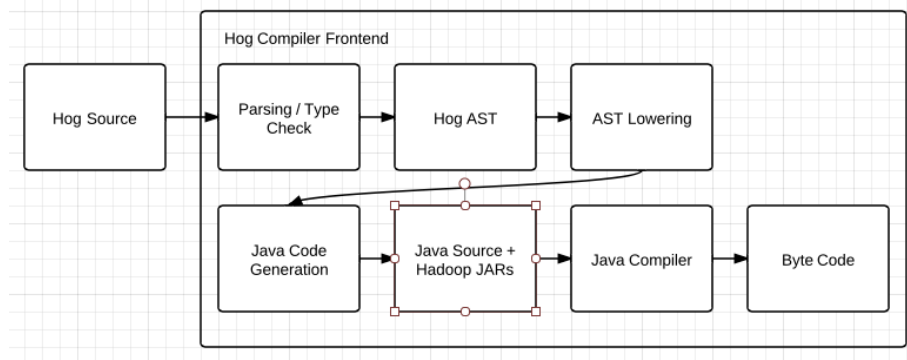 Hog Compiler Frontend
Hog Source
Parsing / Type
Check
Hog AST
AST Lowering
Java Code
Generation
Java Source +
Hadoop JARs
Java Compiler
Byte Code